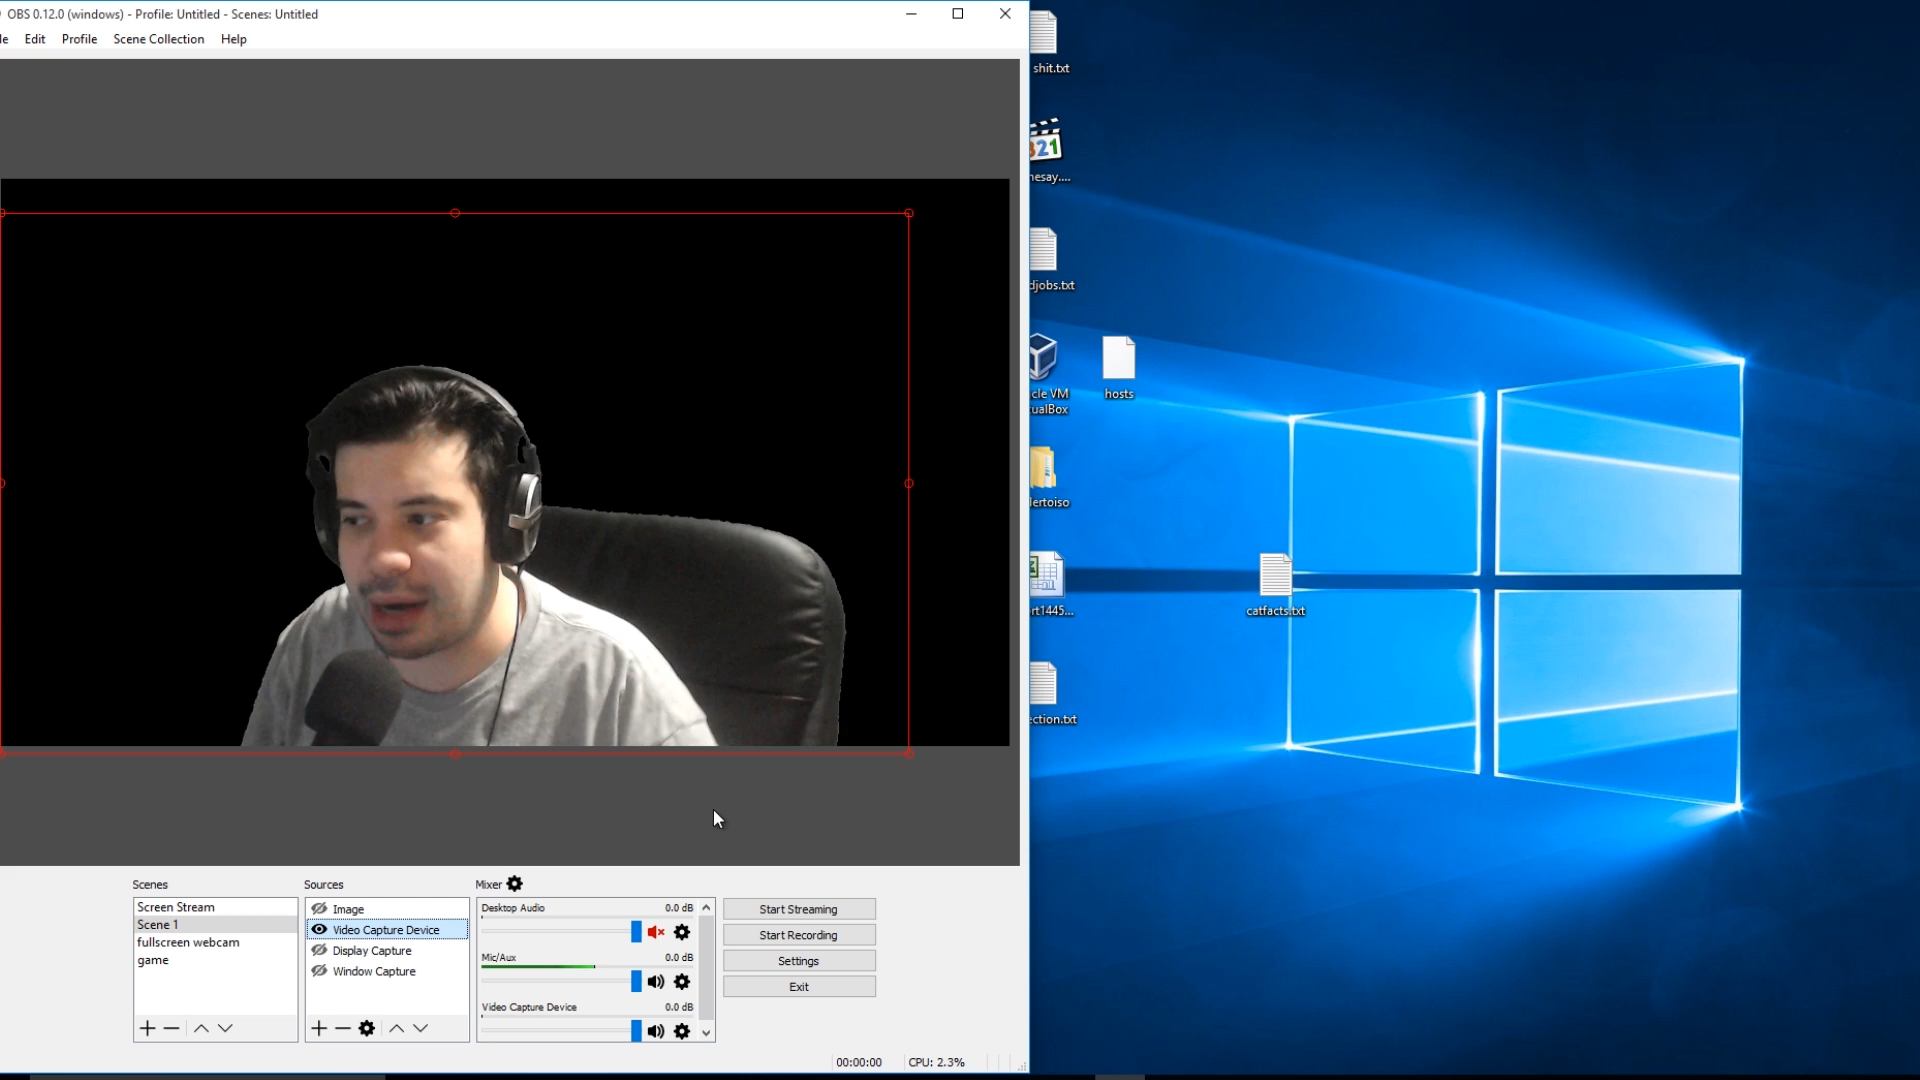 OBS 0.12.0 (windows) - Profile: Untitled - Scenes: Untitled
le Edit Profile Scene Collection Help
shit.txt
321
nesay....
djobs.txt
cle VM
ualBox
hosts
lertoiso
rt1445...
catfacts.txt
ection.txt
Scenes
Screen Stream
Scene 1
fullscreen webcam
game
Sources
Image
Video Capture Device
Display Capture
Window Capture
Mixer
Desktop Audio 0.0 dB
Mic/Aux 0.0 dB
Video Capture Device 0.0 dB
Start Streaming
Start Recording
Settings
Exit
00:00:00 CPU: 2.3%